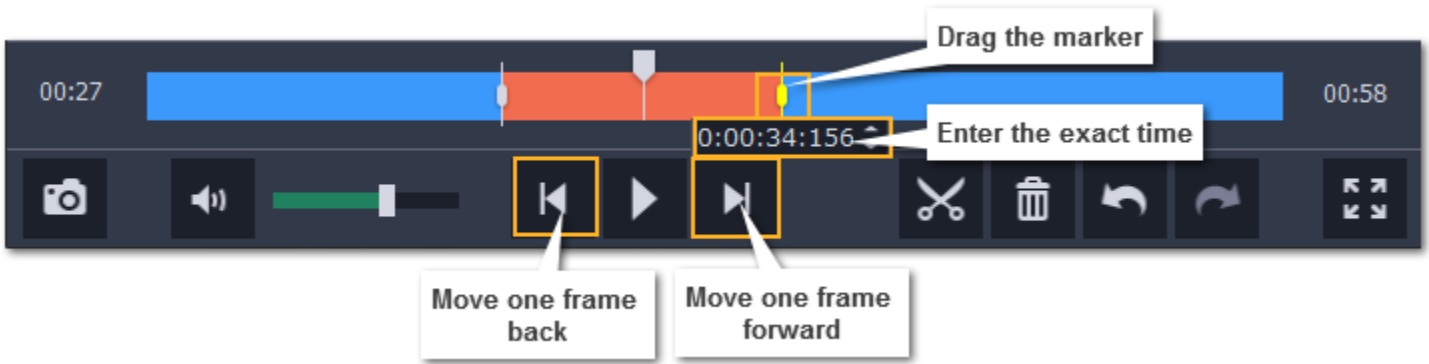 Drag the marker
00:27
00:58
0:00:34:156
Enter the exact time
Move one frame
back
Move one frame
forward